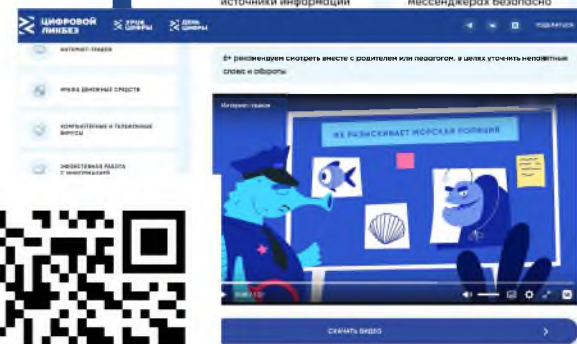 источники информации
мессенджерах безопасно
ЦИФРОВОЙ
ЛИКБЕЗ
УРОК
ЦИФРЫ
ДЕНЬ
ЦИФРЫ
ПОДЕЛИТЬСЯ
ИНТЕРНЕТ-ТРАВЛЯ
КРАЖА ДЕНЕЖНЫХ СРЕДСТВ
КОМПЬЮТЕРНЫЕ И ТЕЛЕФОННЫЕ
ВИРУСЫ
ЭФФЕКТИВНАЯ РАБОТА
С ИНФОРМАЦИЕЙ
6+ рекомендуем смотреть вместе с родителем или педагогом, в целях уточнить непонятные
слова и обороты
Интернет-травля
ИХ РАЗЫСКИВАЕТ МОРСКАЯ ПОЛИЦИЯ
СКАЧАТЬ ВИДЕО